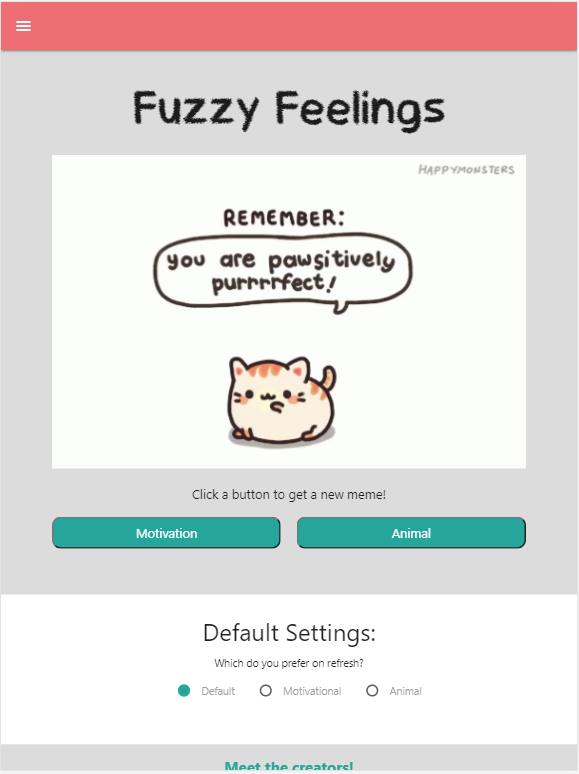 Fuzzy Feelings
HAPPYMONSTERS
REMEMBER:
you are pawsitively
purrrrfect!
Click a button to get a new meme!
Motivation
Animal
Default Settings:
Which do you prefer on refresh?
Default
Motivational
Animal
Meet the creators!